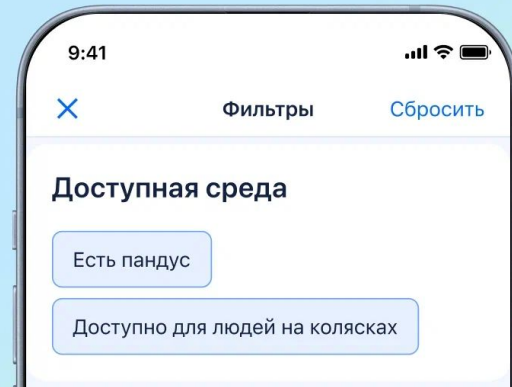 9:41
Фильтры
Сбросить
Доступная среда
Есть пандус
Доступно для людей на колясках